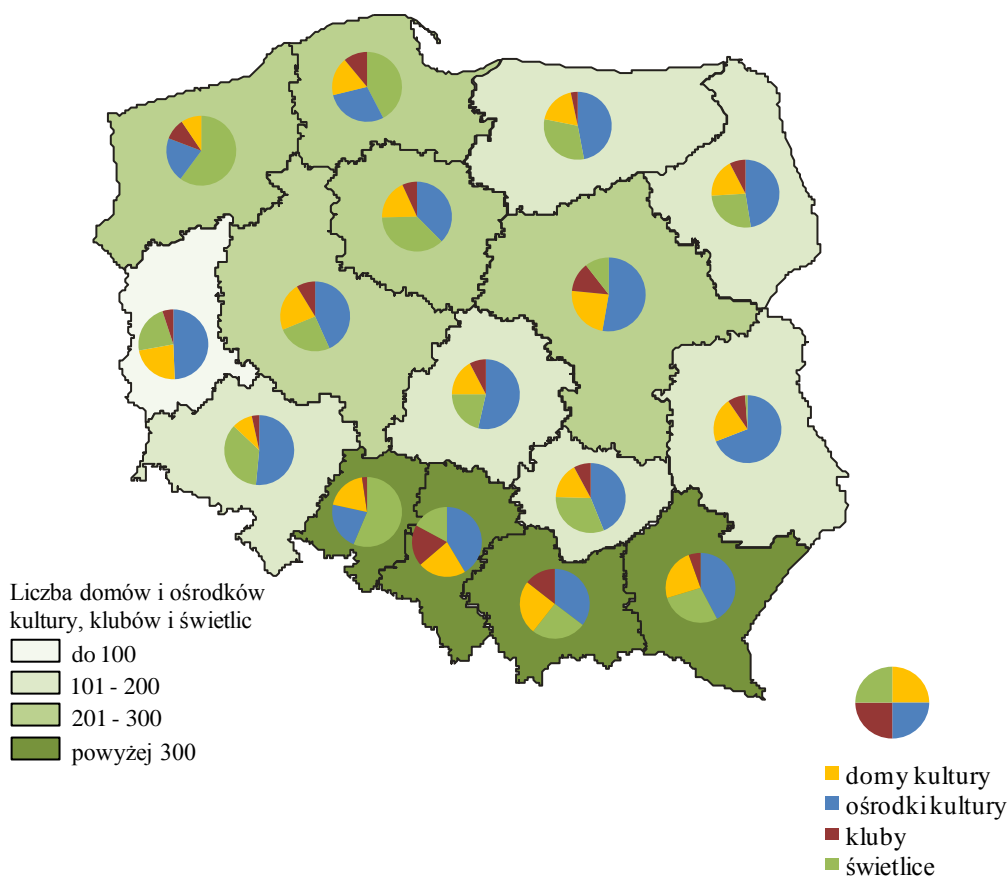 Liczba domów i ośrodków
kultury, klubów i świetlic
do 100
101 - 200
201 - 300
powyżej 300
domy kultury
ośrodki kultury
kluby
świetlice